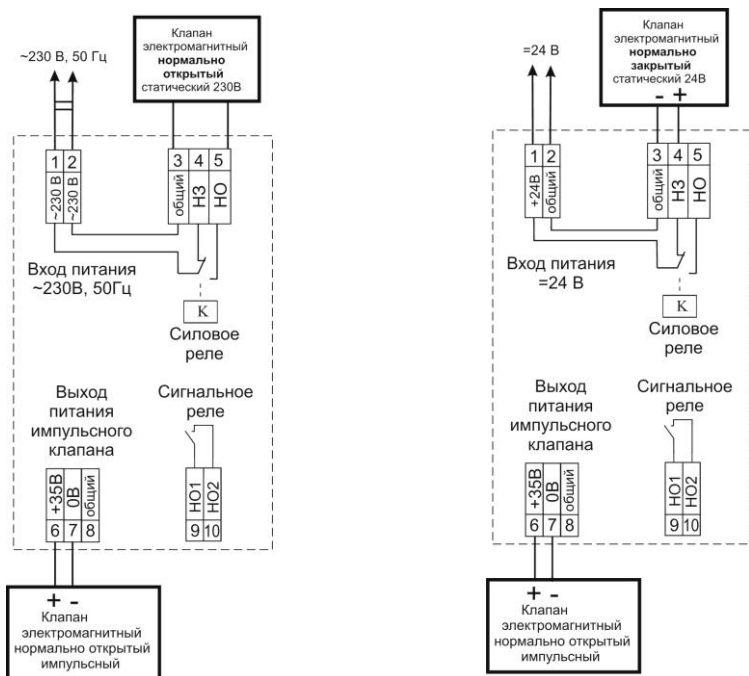 ~230 В, 50 Гц
Клапан
электромагнитный
нормально
открытый
статический 230В
1 2
~230 В
~230 В
3 4 5
общий
НЗ
НО
Вход питания
~230В, 50Гц
К
Силовое
реле
Выход
питания
импульсного
клапана
Сигнальное
реле
+35В
0В
общий
6 7 8
НО1
НО2
9 10
+ -
Клапан
электромагнитный
нормально открытый
импульсный
=24 В
Клапан
электромагнитный
нормально
закрытый
статический 24В
- +
1 2
+24В
общий
3 4 5
общий
НЗ
НО
Вход питания
=24 В
К
Силовое
реле
Выход
питания
импульсного
клапана
Сигнальное
реле
+35В
0В
общий
6 7 8
НО1
НО2
9 10
+ -
Клапан
электромагнитный
нормально открытый
импульсный